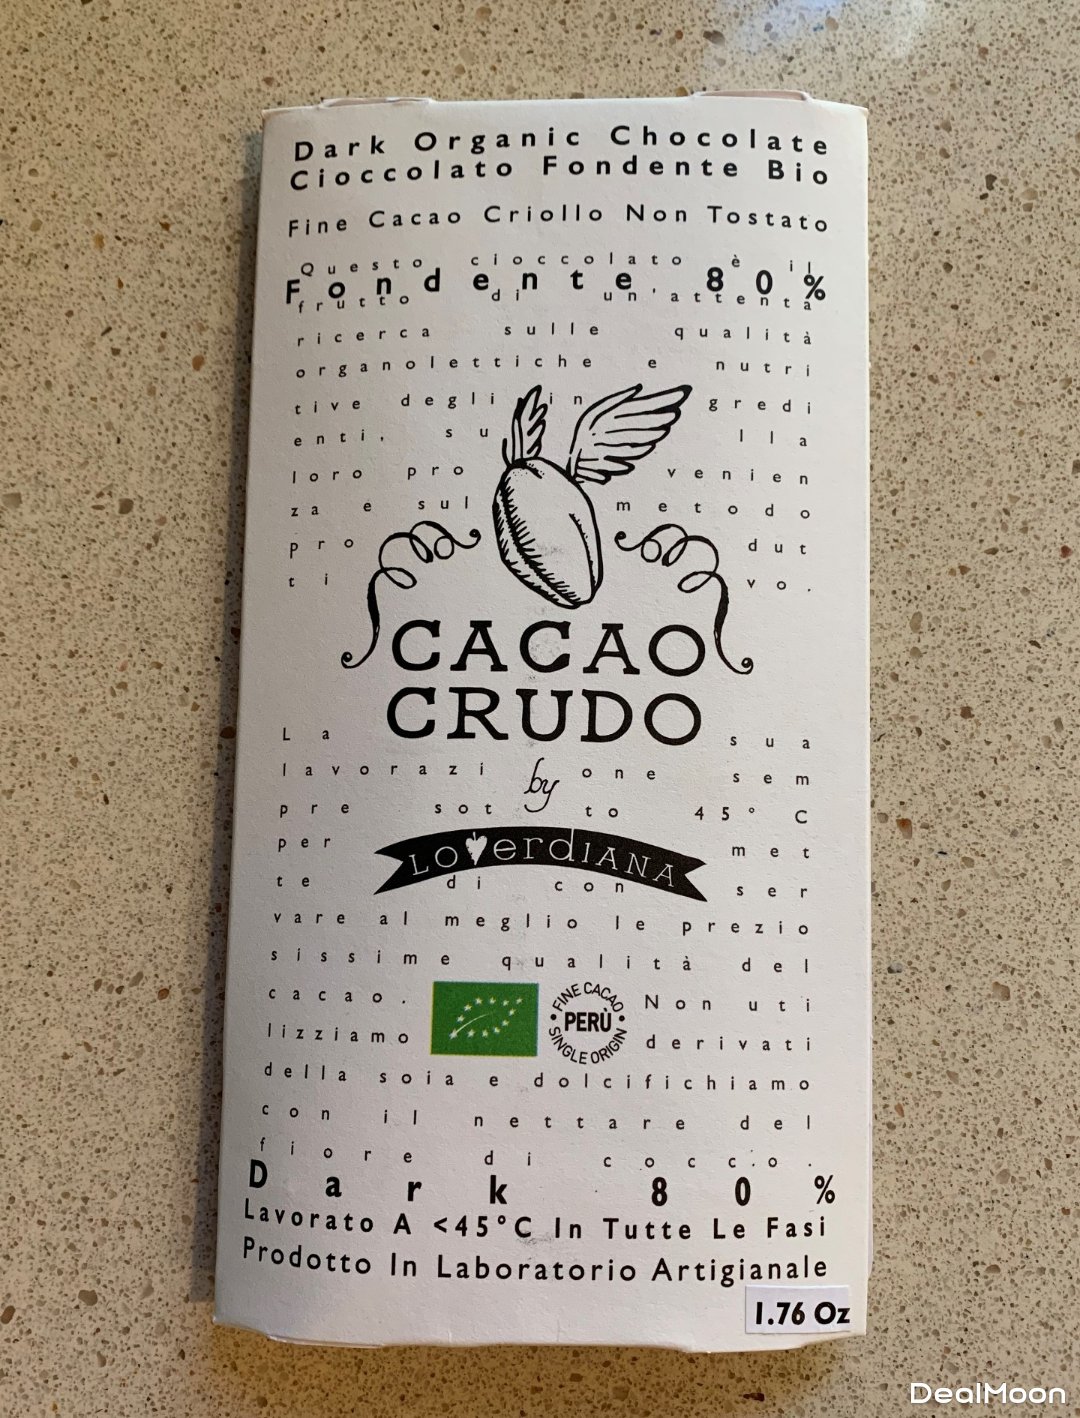 Dark Organic Chocolate
Cioccolato Fondente Bio
Fine Cacao Criollo Non Tostato
Questo cioccolato è il
Fondente 80%
frutto di un'attenta
ricerca sulle qualità
organolettiche e nutri
tive degli in gredi
enti, su lla
loro pro venien
za e sul metodo
pro dut
ti vo.
CACAO
CRUDO
La sua
lavorazi by one sem
pre sot to 45° C
per met
LOVerdIANA
te di con ser
vare al meglio le prezio
sissime qualità del
cacao. Non uti
FINE CACAO
PERÙ
SINGLE ORIGIN
lizziamo derivati
della soia e dolcifichiamo
con il nettare del
fiore di cocco.
Dark 80%
Lavorato A <45°C In Tutte Le Fasi
Prodotto In Laboratorio Artigianale
1.76 Oz
DealMoon